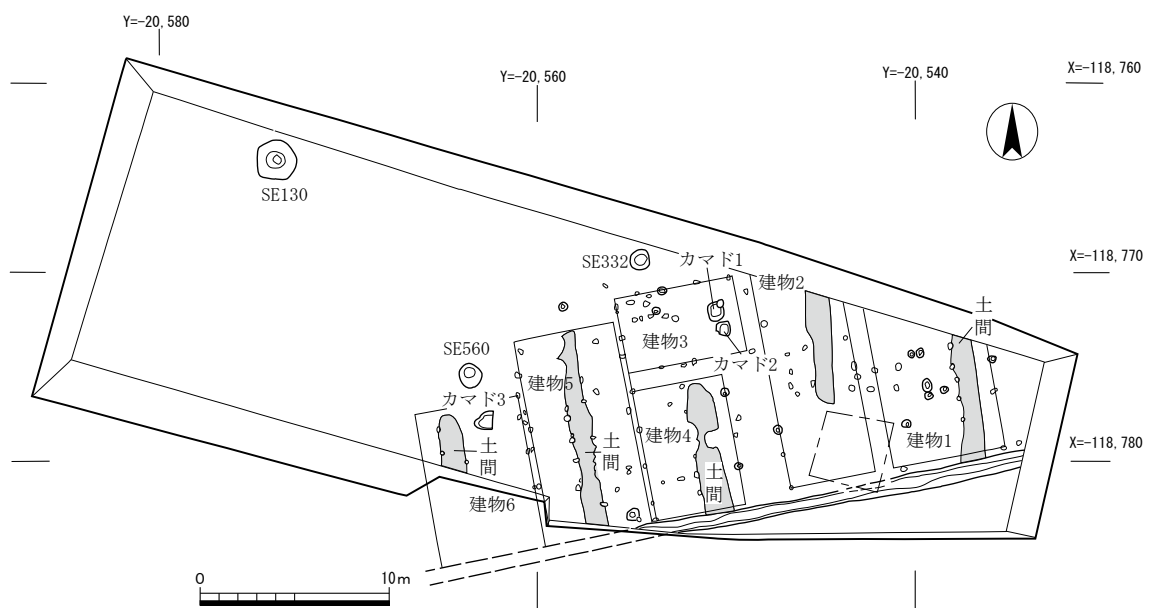 Y=-20,580
Y=-20,560
Y=-20,540
X=-118,760
SE130
SE332
カマド1
X=-118,770
建物2
土間
建物3
SE560
カマド2
建物5
カマド3
建物4
建物1
X=-118,780
土間
土間
土間
建物6
0
10m